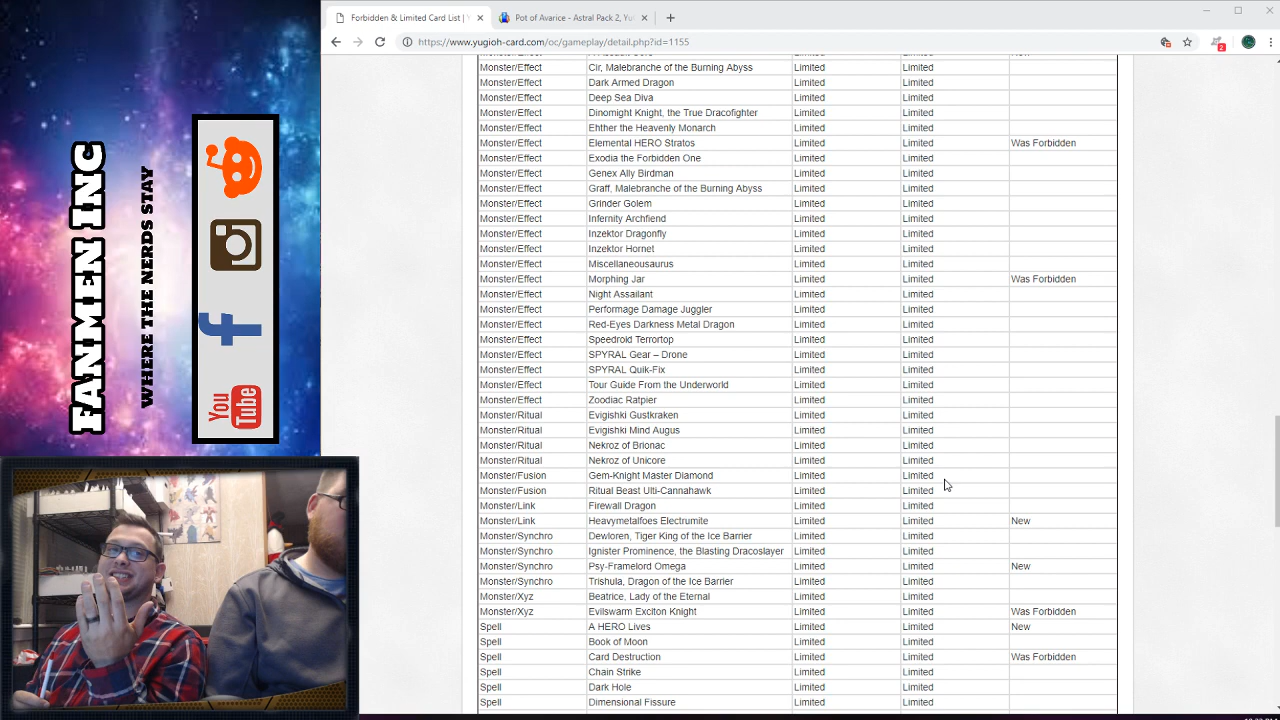 Forbidden & Limited Card List | Y
Pot of Avarice - Astral Pack 2, Yu
https://www.yugioh-card.com/oc/gameplay/detail.php?id=1155
2
FANMEN INC
WHERE THE NERDS STAY
You
Tube
Monster/Effect Cir, Malebranche of the Burning Abyss Limited Limited
Monster/Effect Dark Armed Dragon Limited Limited
Monster/Effect Deep Sea Diva Limited Limited
Monster/Effect Dinomight Knight, the True Dracofighter Limited Limited
Monster/Effect Ehther the Heavenly Monarch Limited Limited
Monster/Effect Elemental HERO Stratos Limited Limited Was Forbidden
Monster/Effect Exodia the Forbidden One Limited Limited
Monster/Effect Genex Ally Birdman Limited Limited
Monster/Effect Graff, Malebranche of the Burning Abyss Limited Limited
Monster/Effect Grinder Golem Limited Limited
Monster/Effect Infernity Archfiend Limited Limited
Monster/Effect Inzektor Dragonfly Limited Limited
Monster/Effect Inzektor Hornet Limited Limited
Monster/Effect Miscellaneousaurus Limited Limited
Monster/Effect Morphing Jar Limited Limited Was Forbidden
Monster/Effect Night Assailant Limited Limited
Monster/Effect Performage Damage Juggler Limited Limited
Monster/Effect Red-Eyes Darkness Metal Dragon Limited Limited
Monster/Effect Speedroid Terrortop Limited Limited
Monster/Effect SPYRAL Gear – Drone Limited Limited
Monster/Effect SPYRAL Quik-Fix Limited Limited
Monster/Effect Tour Guide From the Underworld Limited Limited
Monster/Effect Zoodiac Ratpier Limited Limited
Monster/Ritual Evigishki Gustkraken Limited Limited
Monster/Ritual Evigishki Mind Augus Limited Limited
Monster/Ritual Nekroz of Brionac Limited Limited
Monster/Ritual Nekroz of Unicore Limited Limited
Monster/Fusion Gem-Knight Master Diamond Limited Limited
Monster/Fusion Ritual Beast Ulti-Cannahawk Limited Limited
Monster/Link Firewall Dragon Limited Limited
Monster/Link Heavymetalfoes Electrumite Limited Limited New
Monster/Synchro Dewloren, Tiger King of the Ice Barrier Limited Limited
Monster/Synchro Ignister Prominence, the Blasting Dracoslayer Limited Limited
Monster/Synchro Psy-Framelord Omega Limited Limited New
Monster/Synchro Trishula, Dragon of the Ice Barrier Limited Limited
Monster/Xyz Beatrice, Lady of the Eternal Limited Limited
Monster/Xyz Evilswarm Exciton Knight Limited Limited Was Forbidden
Spell A HERO Lives Limited Limited New
Spell Book of Moon Limited Limited
Spell Card Destruction Limited Limited Was Forbidden
Spell Chain Strike Limited Limited
Spell Dark Hole Limited Limited
Spell Dimensional Fissure Limited Limited